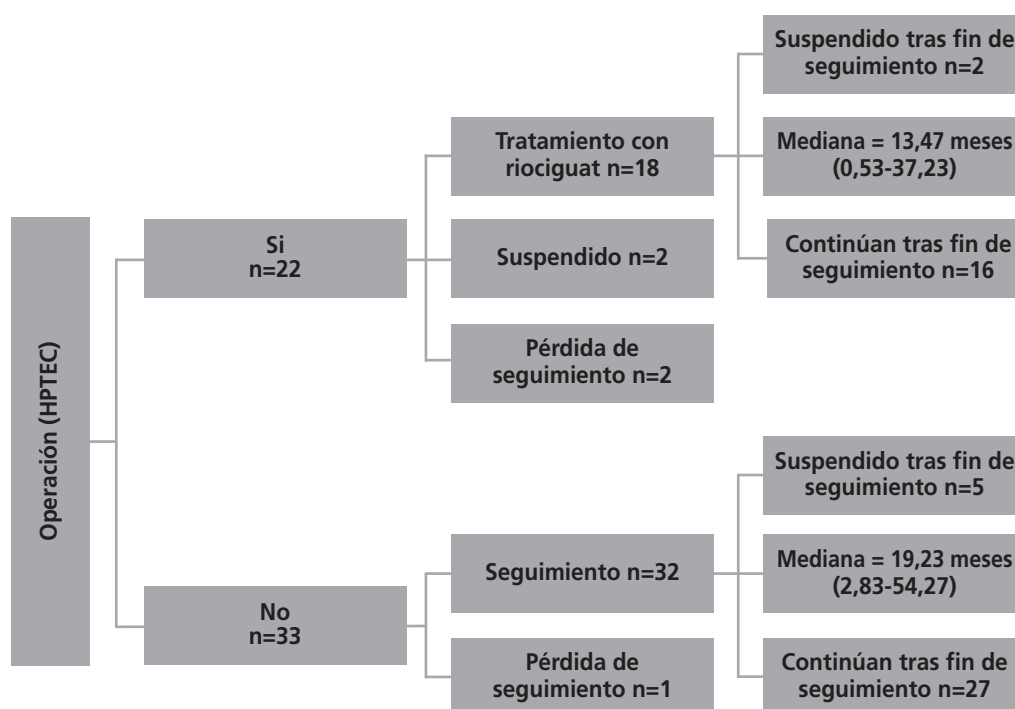 Operación (HPTEC)
Si
n=22
Tratamiento con
riociguat n=18
Suspendido n=2
Pérdida de
seguimiento n=2
Suspendido tras fin de
seguimiento n=2
Mediana = 13,47 meses
(0,53-37,23)
Continúan tras fin de
seguimiento n=16
No
n=33
Seguimiento n=32
Pérdida de
seguimiento n=1
Suspendido tras fin de
seguimiento n=5
Mediana = 19,23 meses
(2,83-54,27)
Continúan tras fin de
seguimiento n=27